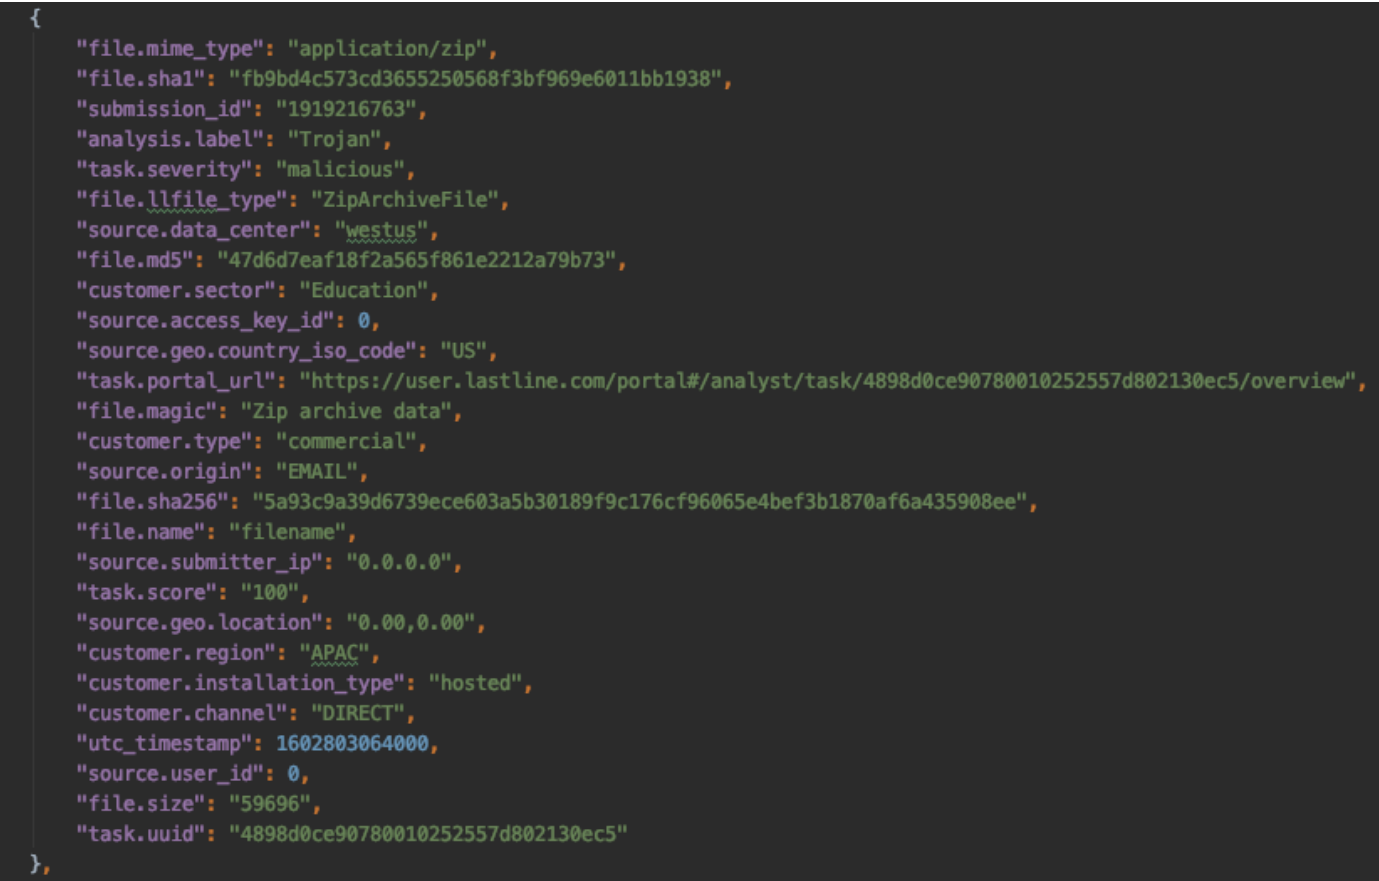 {
"file.mime_type": "application/zip",
"file.sha1": "fb9bd4c573cd3655250568f3bf969e6011bb1938",
"submission_id": "1919216763",
"analysis.label": "Trojan",
"task.severity": "malicious",
"file.llfile_type": "ZipArchiveFile",
"source.data_center": "westus",
"file.md5": "47d6d7eaf18f2a565f861e2212a79b73",
"customer.sector": "Education",
"source.access_key_id": 0,
"source.geo.country_iso_code": "US",
"task.portal_url": "https://user.lastline.com/portal#/analyst/task/4898d0ce90780010252557d802130ec5/overview",
"file.magic": "Zip archive data",
"customer.type": "commercial",
"source.origin": "EMAIL",
"file.sha256": "5a93c9a39d6739ece603a5b30189f9c176cf96065e4bef3b1870af6a435908ee",
"file.name": "filename",
"source.submitter_ip": "0.0.0.0",
"task.score": "100",
"source.geo.location": "0.00,0.00",
"customer.region": "APAC",
"customer.installation_type": "hosted",
"customer.channel": "DIRECT",
"utc_timestamp": 1602803064000,
"source.user_id": 0,
"file.size": "59696",
"task.uuid": "4898d0ce90780010252557d802130ec5"
},